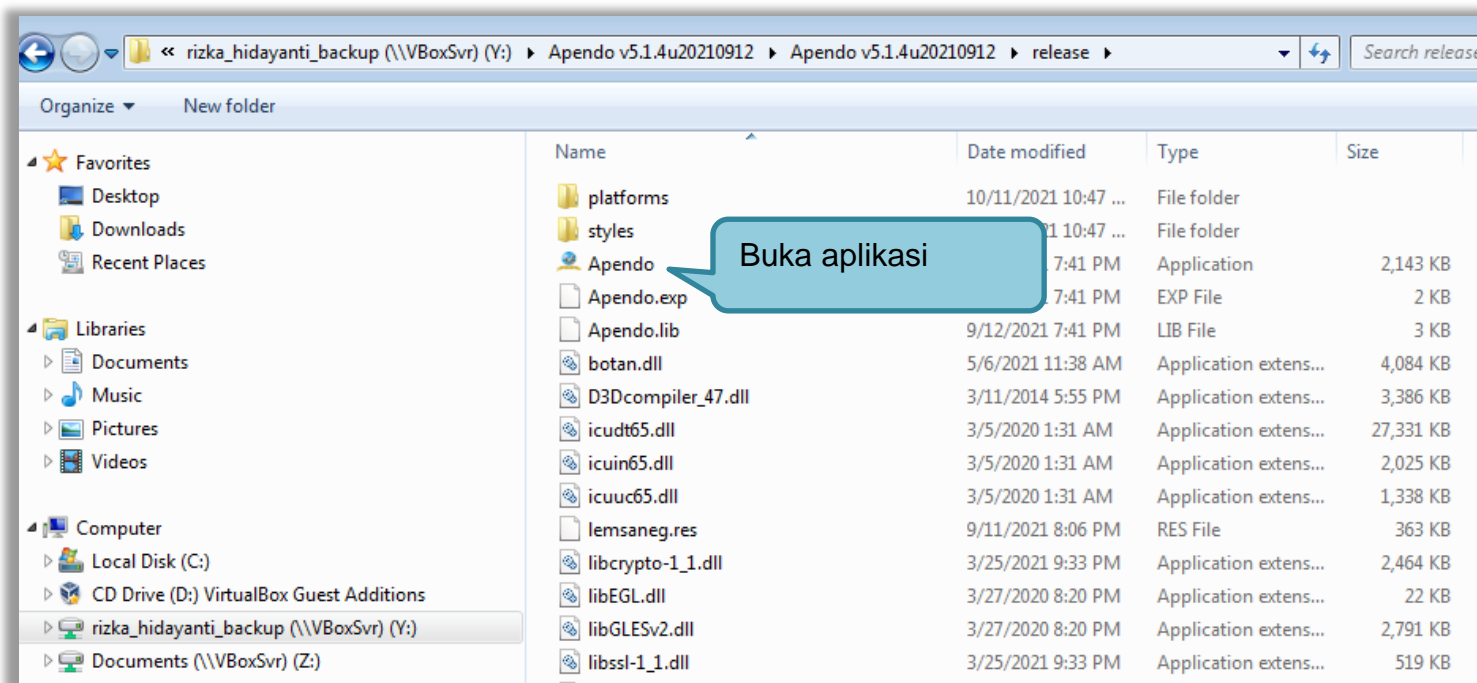 « rizka_hidayanti_backup (\\VBoxSvr) (Y:) Apendo v5.1.4u20210912 Apendo v5.1.4u20210912 release Search release
Organize New folder
Favorites
Desktop
Downloads
Recent Places
Libraries
Documents
Music
Pictures
Videos
Computer
Local Disk (C:)
CD Drive (D:) VirtualBox Guest Additions
rizka_hidayanti_backup (\\VBoxSvr) (Y:)
Documents (\\VBoxSvr) (Z:)
Name Date modified Type Size
platforms 10/11/2021 10:47 ... File folder
styles 21 10:47 ... File folder
Apendo 7:41 PM Application 2,143 KB
Buka aplikasi
Apendo.exp 7:41 PM EXP File 2 KB
Apendo.lib 9/12/2021 7:41 PM LIB File 3 KB
botan.dll 5/6/2021 11:38 AM Application extens... 4,084 KB
D3Dcompiler_47.dll 3/11/2014 5:55 PM Application extens... 3,386 KB
icudt65.dll 3/5/2020 1:31 AM Application extens... 27,331 KB
icuin65.dll 3/5/2020 1:31 AM Application extens... 2,025 KB
icuuc65.dll 3/5/2020 1:31 AM Application extens... 1,338 KB
lemsaneg.res 9/11/2021 8:06 PM RES File 363 KB
libcrypto-1_1.dll 3/25/2021 9:33 PM Application extens... 2,464 KB
libEGL.dll 3/27/2020 8:20 PM Application extens... 22 KB
libGLESv2.dll 3/27/2020 8:20 PM Application extens... 2,791 KB
libssl-1_1.dll 3/25/2021 9:33 PM Application extens... 519 KB